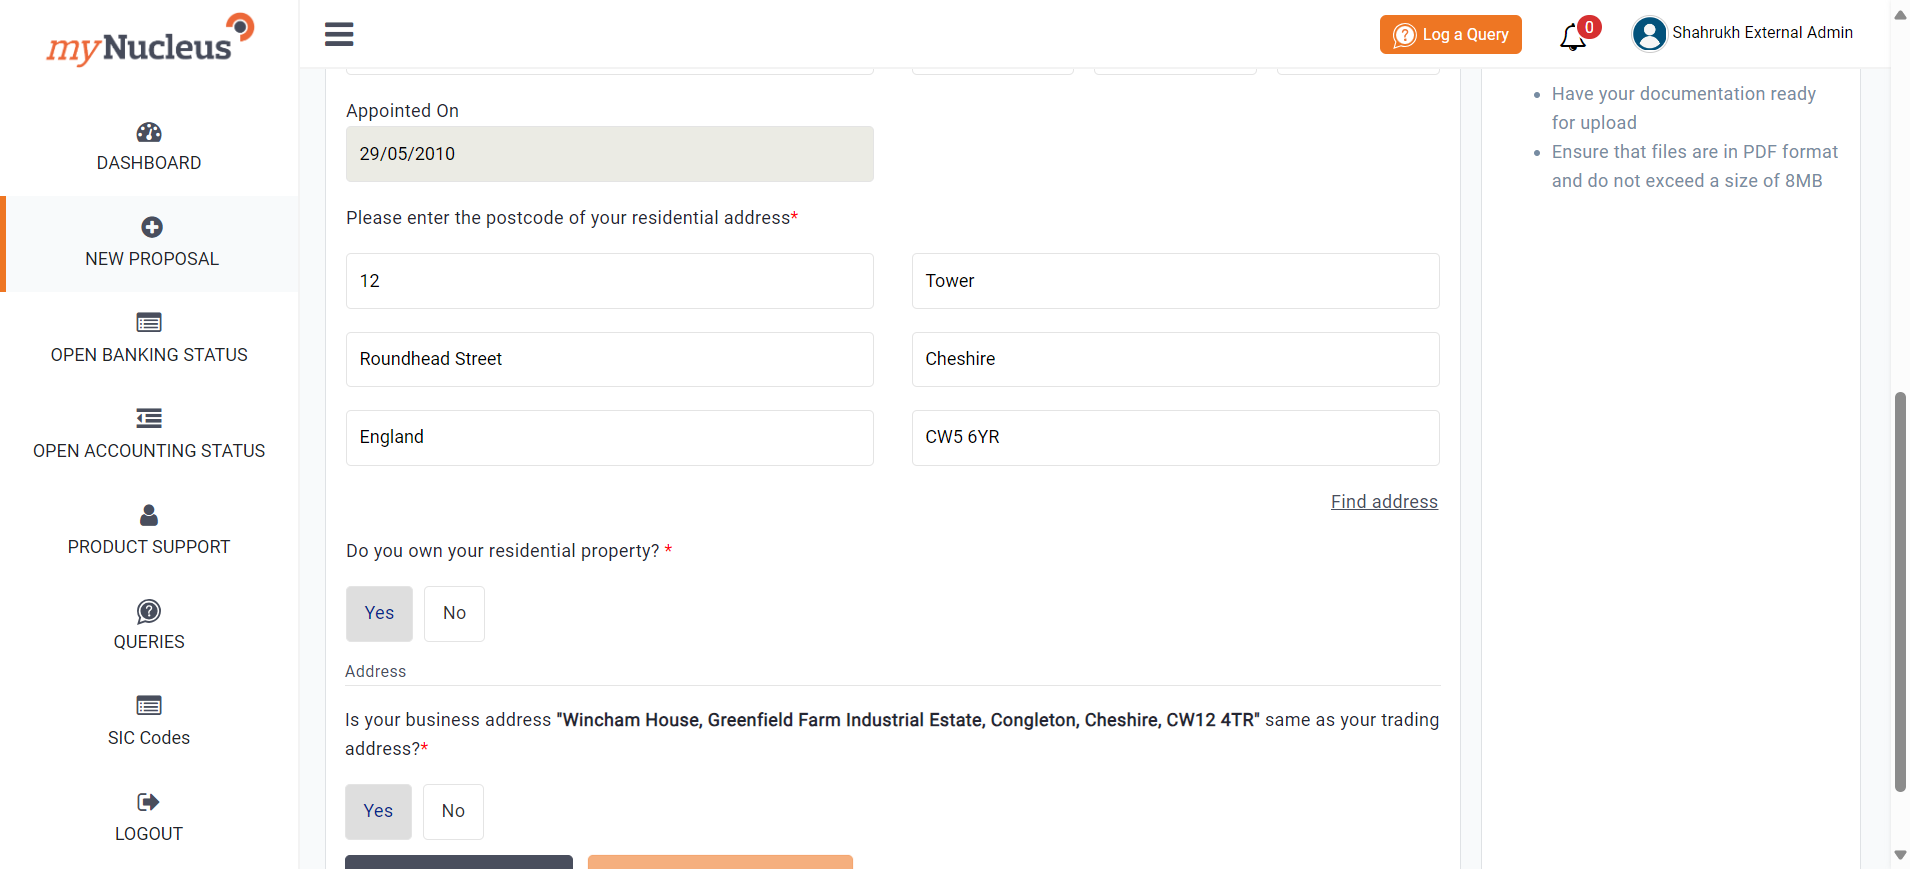 myNucleus
Log a Query
0
Shahrukh External Admin
DASHBOARD
NEW PROPOSAL
OPEN BANKING STATUS
OPEN ACCOUNTING STATUS
PRODUCT SUPPORT
QUERIES
SIC Codes
LOGOUT
Appointed On
29/05/2010
Please enter the postcode of your residential address*
12
Tower
Roundhead Street
Cheshire
England
CW5 6YR
Find address
Do you own your residential property? *
Yes
No
Address
Is your business address "Wincham House, Greenfield Farm Industrial Estate, Congleton, Cheshire, CW12 4TR" same as your trading
address?*
Yes
No
Have your documentation ready
for upload
Ensure that files are in PDF format
and do not exceed a size of 8MB